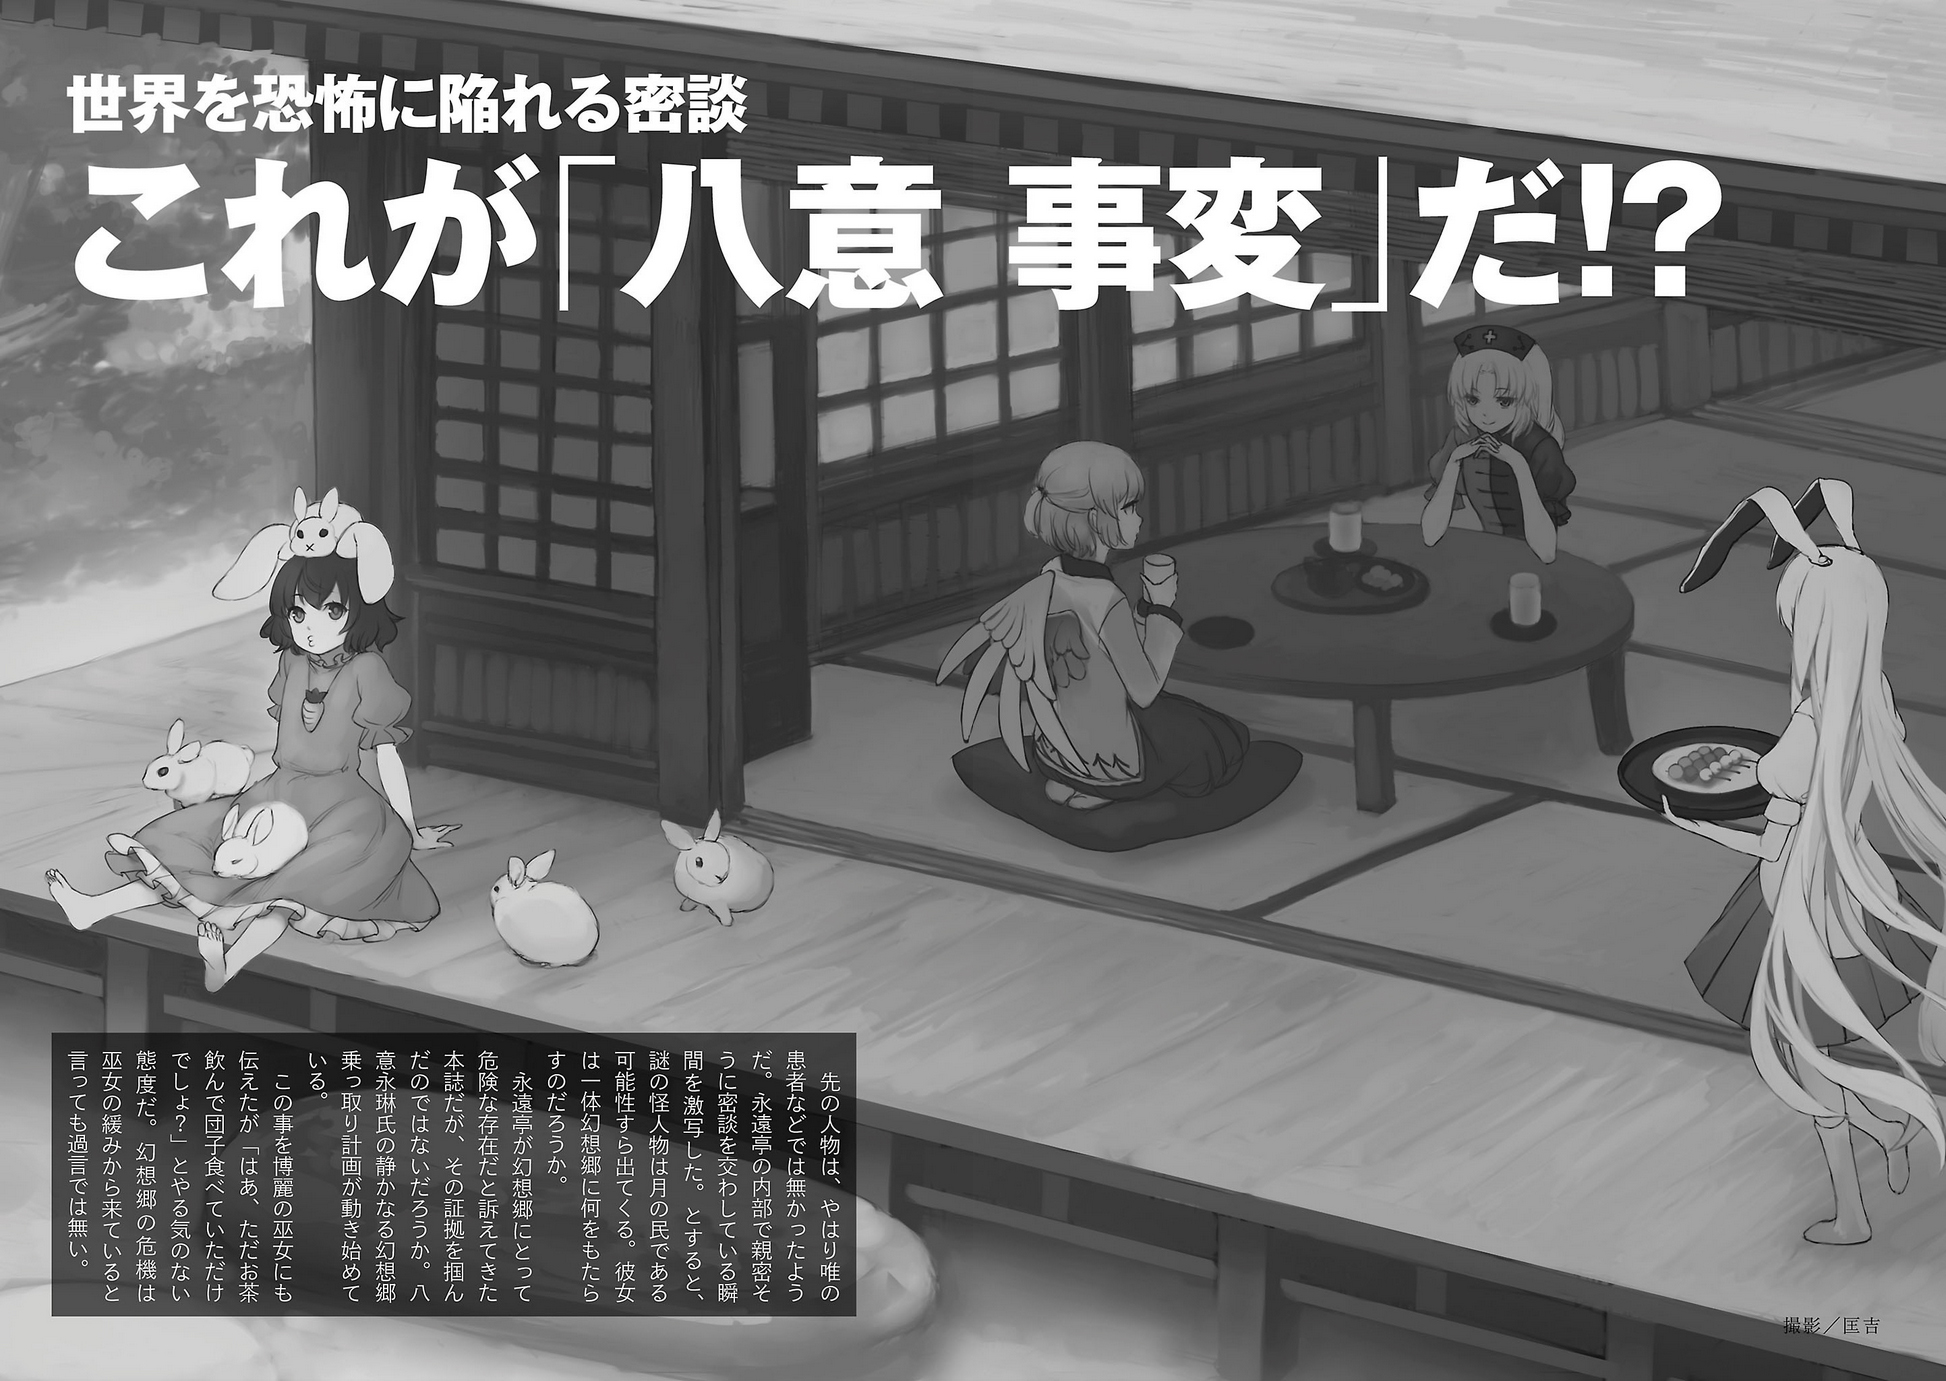 世界を恐怖に陥れる密談
これが「八意 事変」だ!?
先の人物は、やはり唯の
患者などでは無かったよう
だ。永遠亭の内部で親密そ
うに密談を交わしている瞬
間を激写した。とすると、
謎の怪人物は月の民である
可能性すら出てくる。彼女
は一体幻想郷に何をもたら
すのだろうか。
永遠亭が幻想郷にとって
危険な存在だと訴えてきた
本誌だが、その証拠を掴ん
だのではないだろうか。八
意永琳氏の静かなる幻想郷
乗っ取り計画が動き始めて
いる。
この事を博麗の巫女にも
伝えたが「はあ、ただお茶
飲んで団子食べていただけ
でしょ?」とやる気のない
態度だ。幻想郷の危機は
巫女の緩みから来ていると
言っても過言では無い。
撮影／匡吉